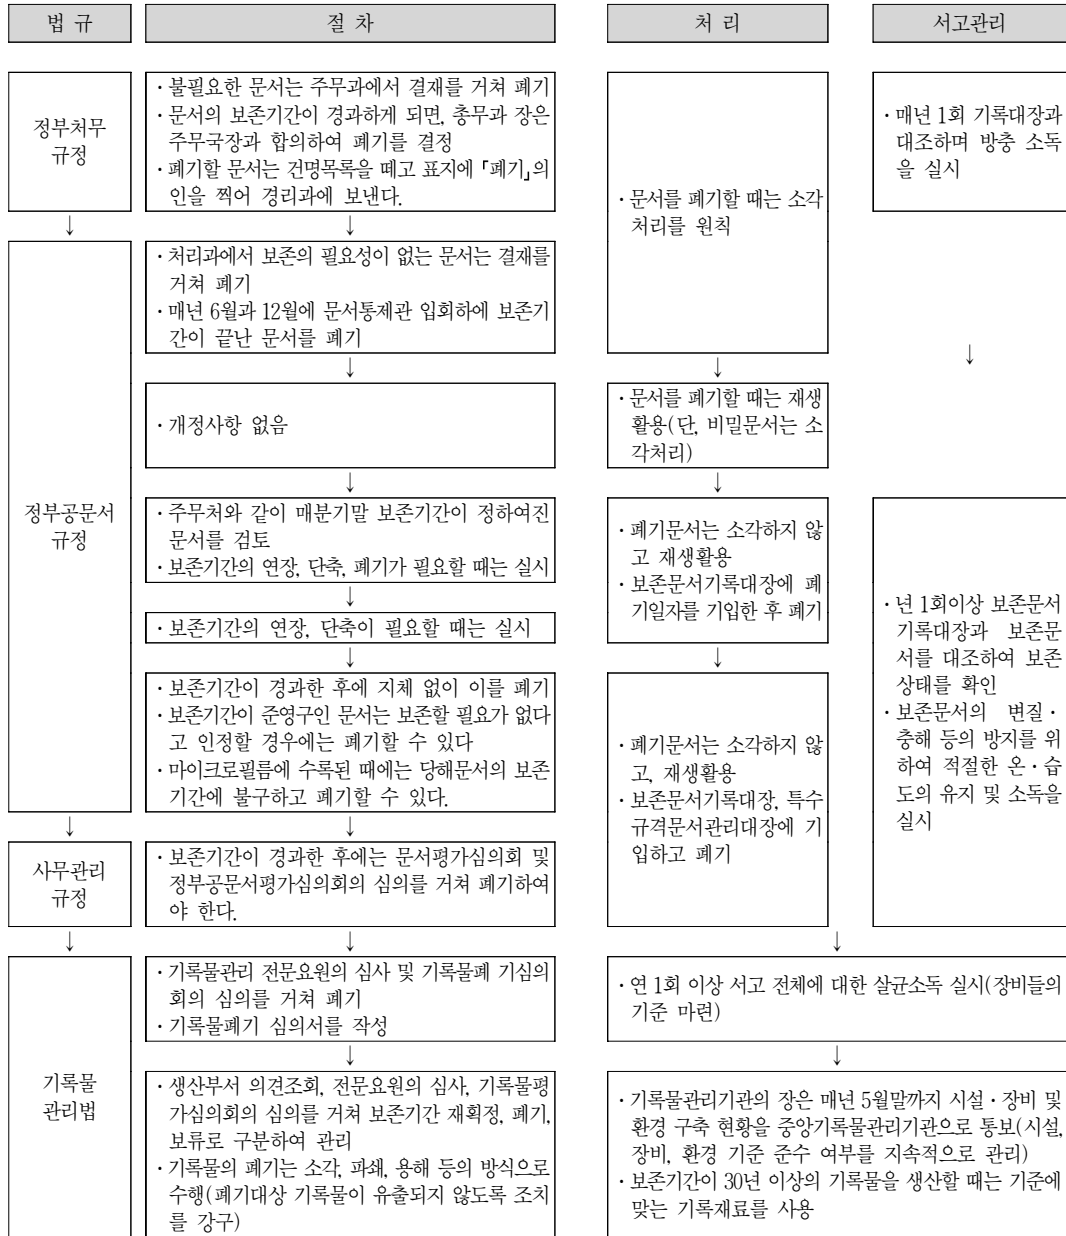 법 규
절 차
처 리
서고관리
정부처무
규정
· 불필요한 문서는 주무과에서 결재를 거쳐 폐기
· 문서의 보존기간이 경과하게 되면, 총무과 장은
주무국장과 합의하여 폐기를 결정
· 폐기할 문서는 건명목록을 떼고 표지에 「폐기」의
인을 찍어 경리과에 보낸다.
· 문서를 폐기할 때는 소각
처리를 원칙
· 매년 1회 기록대장과
대조하며 방충 소독
을 실시
↓
정부공문서
규정
· 처리과에서 보존의 필요성이 없는 문서는 결재를
거쳐 폐기
· 매년 6월과 12월에 문서통제관 입회하에 보존기
간이 끝난 문서를 폐기
↓
↓
↓
· 개정사항 없음
· 문서를 폐기할 때는 재생
활용(단, 비밀문서는 소
각처리)
↓
↓
· 주무처와 같이 매분기말 보존기간이 정하여진
문서를 검토
· 보존기간의 연장, 단축, 폐기가 필요할 때는 실시
↓
· 보존기간의 연장, 단축이 필요할 때는 실시
· 폐기문서는 소각하지 않
고 재생활용
· 보존문서기록대장에 폐
기일자를 기입한 후 폐기
↓
↓
· 보존기간이 경과한 후에 지체 없이 이를 폐기
· 보존기간이 준영구인 문서는 보존할 필요가 없다
고 인정할 경우에는 폐기할 수 있다
· 마이크로필름에 수록된 때에는 당해문서의 보존
기간에 불구하고 폐기할 수 있다.
· 폐기문서는 소각하지 않
고, 재생활용
· 보존문서기록대장, 특수
규격문서관리대장에 기
입하고 폐기
· 년 1회이상 보존문서
기록대장과 보존문
서를 대조하여 보존
상태를 확인
· 보존문서의 변질·
충해 등의 방지를 위
하여 적절한 온·습
도의 유지 및 소독을
실시
↓
↓
사무관리
규정
· 보존기간이 경과한 후에는 문서평가심의회 및
정부공문서평가심의회의 심의를 거쳐 폐기하여
야 한다.
↓
↓
↓
기록물
관리법
· 기록물관리 전문요원의 심사 및 기록물폐 기심의
회의 심의를 거쳐 폐기
· 기록물폐기 심의서를 작성
· 연 1회 이상 서고 전체에 대한 살균소독 실시(장비들의
기준 마련)
↓
↓
· 생산부서 의견조회, 전문요원의 심사, 기록물평
가심의회의 심의를 거쳐 보존기간 재획정, 폐기,
보류로 구분하여 관리
· 기록물의 폐기는 소각, 파쇄, 용해 등의 방식으로
수행(폐기대상 기록물이 유출되지 않도록 조치
를 강구)
· 기록물관리기관의 장은 매년 5월말까지 시설·장비 및
환경 구축 현황을 중앙기록물관리기관으로 통보(시설,
장비, 환경 기준 준수 여부를 지속적으로 관리)
· 보존기간이 30년 이상의 기록물을 생산할 때는 기준에
맞는 기록재료를 사용